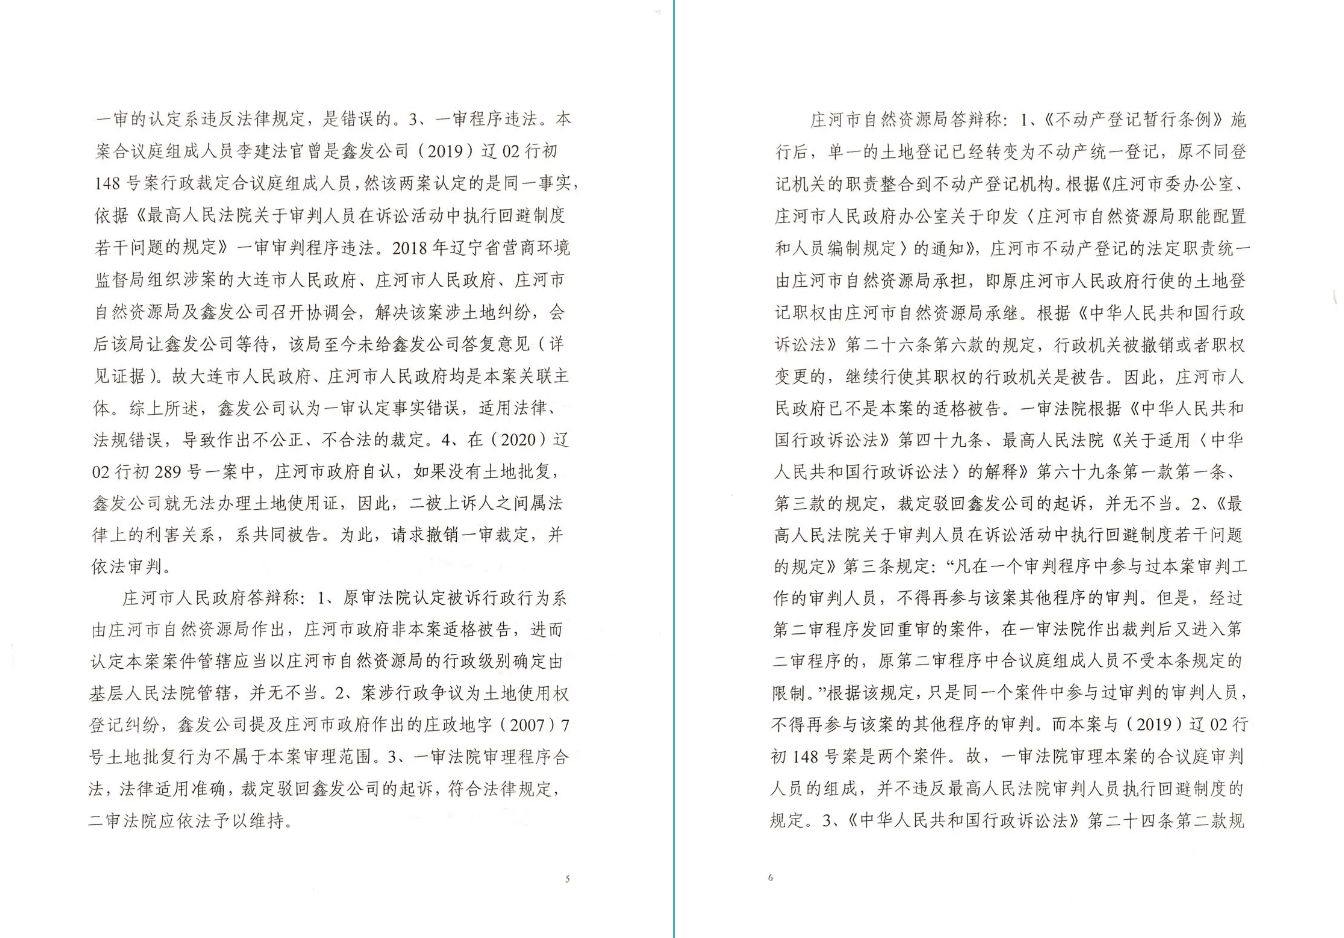 一审的认定系违反法律规定，是错误的。3、一审程序违法。本
案合议庭组成人员李建法官曾是鑫发公司（2019）辽 02 行初
148 号案行政裁定合议庭组成人员，然该两案认定的是同一事实，
依据《最高人民法院关于审判人员在诉讼活动中执行回避制度
若干问题的规定》一审审判程序违法。2018 年辽宁省营商环境
监督局组织涉案的大连市人民政府、庄河市人民政府、庄河市
自然资源局及鑫发公司召开协调会，解决该案涉土地纠纷，会
后该局让鑫发公司等待，该局至今未给鑫发公司答复意见（详
见证据）。故大连市人民政府、庄河市人民政府均是本案关联主
体。综上所述，鑫发公司认为一审认定事实错误，适用法律、
法规错误，导致作出不公正、不合法的裁定。4、在（2020）辽
02 行初 289 号一案中，庄河市政府自认，如果没有土地批复，
鑫发公司就无法办理土地使用证，因此，二被上诉人之间属法
律上的利害关系，系共同被告。为此，请求撤销一审裁定，并
依法审判。
庄河市人民政府答辩称：1、原审法院认定被诉行政行为系
由庄河市自然资源局作出，庄河市政府非本案适格被告，进而
认定本案案件管辖应当以庄河市自然资源局的行政级别确定由
基层人民法院管辖，并无不当。2、案涉行政争议为土地使用权
登记纠纷，鑫发公司提及庄河市政府作出的庄政地字（2007）7
号土地批复行为不属于本案审理范围。3、一审法院审理程序合
法，法律适用准确，裁定驳回鑫发公司的起诉，符合法律规定，
二审法院应依法予以维持。
5
庄河市自然资源局答辩称：1、《不动产登记暂行条例》施
行后，单一的土地登记已经转变为不动产统一登记，原不同登
记机关的职责整合到不动产登记机构。根据《庄河市委办公室、
庄河市人民政府办公室关于印发〈庄河市自然资源局职能配置
和人员编制规定〉的通知》，庄河市不动产登记的法定职责统一
由庄河市自然资源局承担，即原庄河市人民政府行使的土地登
记职权由庄河市自然资源局承继。根据《中华人民共和国行政
诉讼法》第二十六条第六款的规定，行政机关被撤销或者职权
变更的，继续行使其职权的行政机关是被告。因此，庄河市人
民政府已不是本案的适格被告。一审法院根据《中华人民共和
国行政诉讼法》第四十九条、最高人民法院《关于适用〈中华
人民共和国行政诉讼法〉的解释》第六十九条第一款第一条、
第三款的规定，裁定驳回鑫发公司的起诉，并无不当。2、《最
高人民法院关于审判人员在诉讼活动中执行回避制度若干问题
的规定》第三条规定：“凡在一个审判程序中参与过本案审判工
作的审判人员，不得再参与该案其他程序的审判。但是，经过
第二审程序发回重审的案件，在一审法院作出裁判后又进入第
二审程序的，原第二审程序中合议庭组成人员不受本条规定的
限制。”根据该规定，只是同一个案件中参与过审判的审判人员，
不得再参与该案的其他程序的审判。而本案与（2019）辽 02 行
初 148 号案是两个案件。故，一审法院审理本案的合议庭审判
人员的组成，并不违反最高人民法院审判人员执行回避制度的
规定。3、《中华人民共和国行政诉讼法》第二十四条第二款规
6